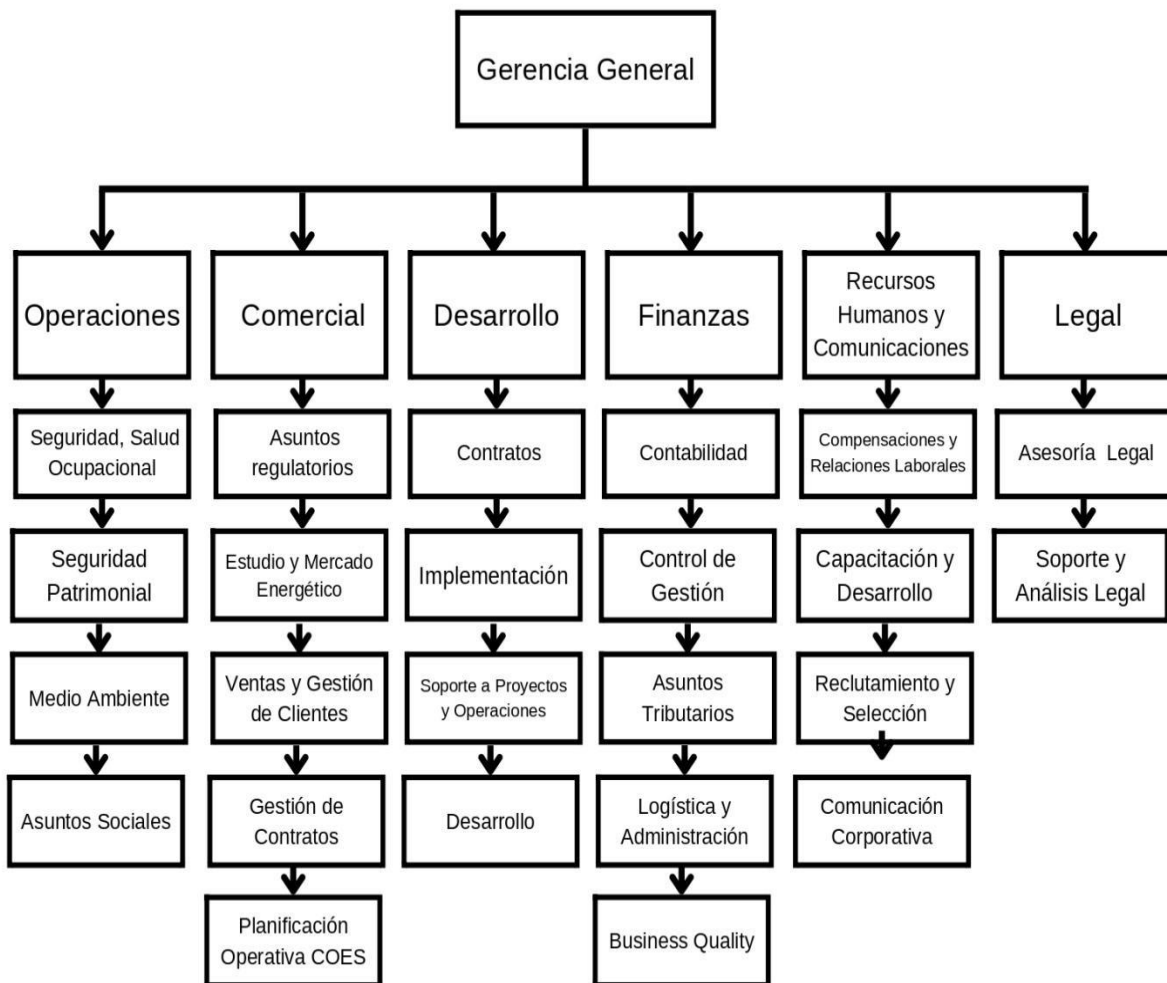 Gerencia General
Operaciones
Comercial
Desarrollo
Finanzas
Recursos
Humanos y
Comunicaciones
Legal
Seguridad, Salud
Ocupacional
Asuntos
regulatorios
Contratos
Contabilidad
Compensaciones y
Relaciones Laborales
Asesoría Legal
Seguridad
Patrimonial
Estudio y Mercado
Energético
Implementación
Control de
Gestión
Capacitación y
Desarrollo
Soporte y
Análisis Legal
Medio Ambiente
Ventas y Gestión
de Clientes
Soporte a Proyectos
y Operaciones
Asuntos
Tributarios
Reclutamiento y
Selección
Asuntos Sociales
Gestión de
Contratos
Desarrollo
Logística y
Administración
Comunicación
Corporativa
Planificación
Operativa COES
Business Quality